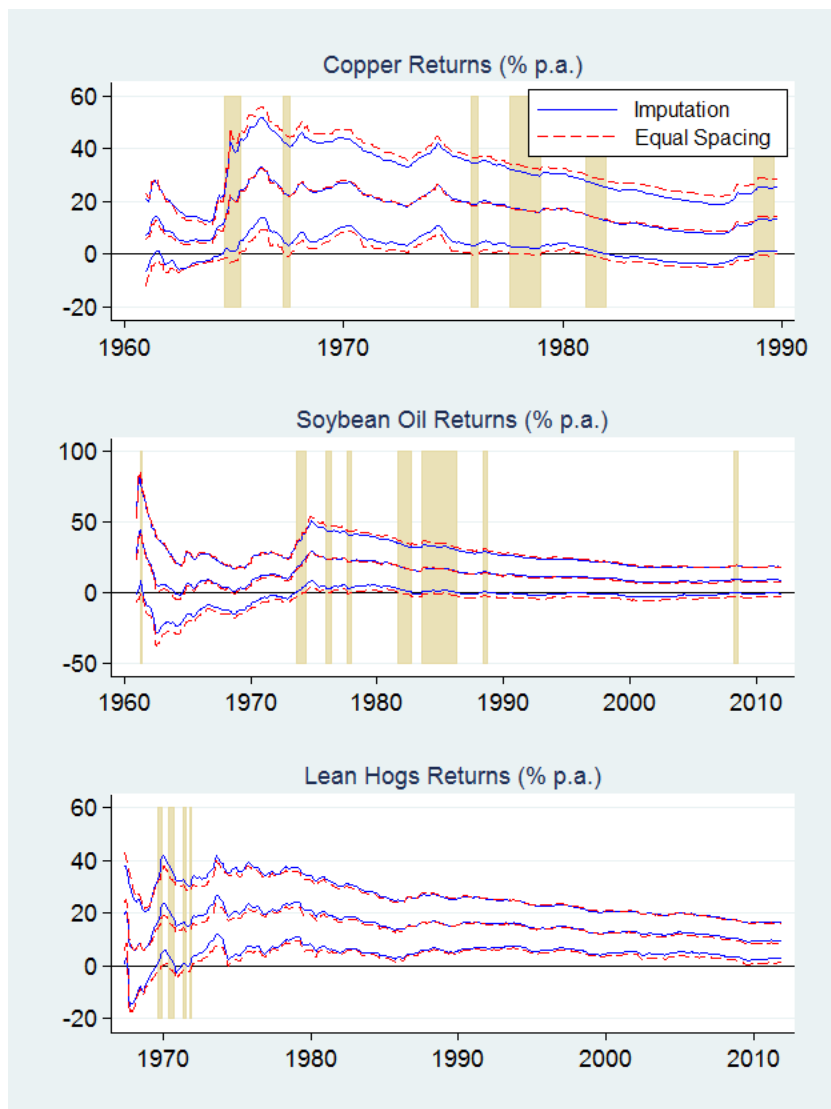 Copper Returns (% p.a.)
60
40
20
0
-20
Imputation
Equal Spacing
1960 1970 1980 1990
Soybean Oil Returns (% p.a.)
100
50
0
-50
1960 1970 1980 1990 2000 2010
Lean Hogs Returns (% p.a.)
60
40
20
0
-20
1970 1980 1990 2000 2010